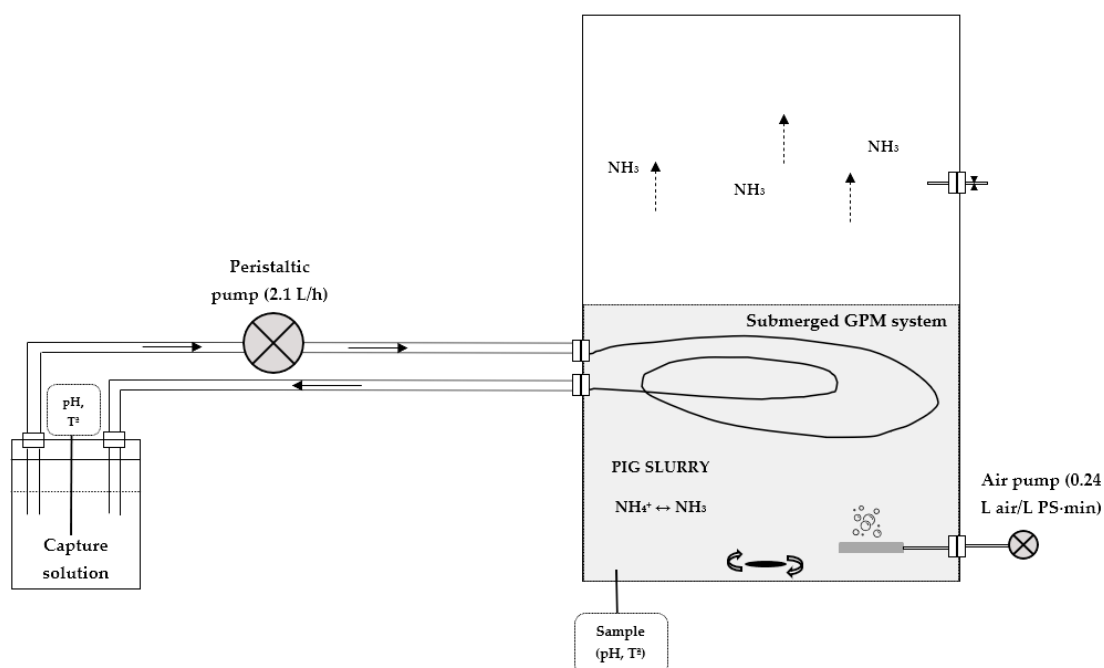 NH₃
NH₃
NH₃
Peristaltic
pump (2.1 L/h)
Submerged GPM system
pH,
Tª
PIG SLURRY
NH₄⁺ ↔ NH₃
Air pump (0.24
L air/L PS·min)
Capture
solution
Sample
(pH, Tª)